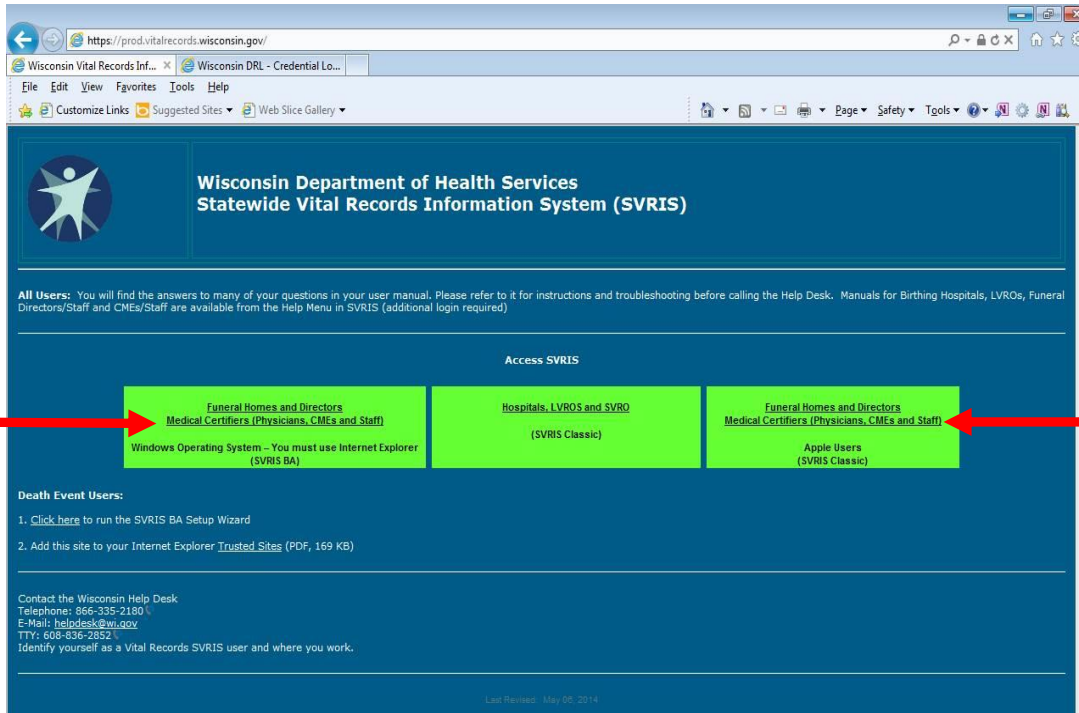 https://prod.vitalrecords.wisconsin.gov/
Wisconsin Vital Records Inf...
Wisconsin DRL - Credential Lo...
File Edit View Favorites Tools Help
Customize Links Suggested Sites Web Slice Gallery
Page Safety Tools
Wisconsin Department of Health Services
Statewide Vital Records Information System (SVRIS)
All Users: You will find the answers to many of your questions in your user manual. Please refer to it for instructions and troubleshooting before calling the Help Desk. Manuals for Birthing Hospitals, LVROs, Funeral
Directors/Staff and CMEs/Staff are available from the Help Menu in SVRIS (additional login required)
Access SVRIS
Funeral Homes and Directors
Medical Certifiers (Physicians, CMEs and Staff)
Windows Operating System – You must use Internet Explorer
(SVRIS BA)
Hospitals, LVROS and SVRO
(SVRIS Classic)
Funeral Homes and Directors
Medical Certifiers (Physicians, CMEs and Staff)
Apple Users
(SVRIS Classic)
Death Event Users:
1. Click here to run the SVRIS BA Setup Wizard
2. Add this site to your Internet Explorer Trusted Sites (PDF, 169 KB)
Contact the Wisconsin Help Desk
Telephone: 866-335-2180
E-Mail: helpdesk@wi.gov
TTY: 608-836-2852
Identify yourself as a Vital Records SVRIS user and where you work.
Last Revised: May 06, 2014